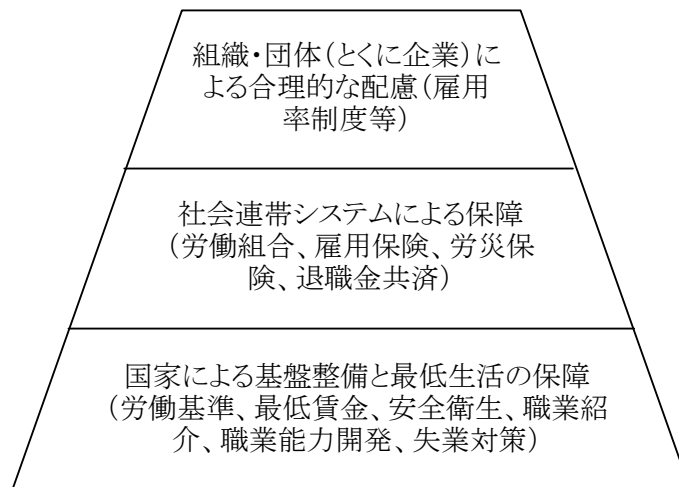 組織・団体(とくに企業)に
よる合理的な配慮(雇用
率制度等)
社会連帯システムによる保障
(労働組合、雇用保険、労災保
険、退職金共済)
国家による基盤整備と最低生活の保障
(労働基準、最低賃金、安全衛生、職業紹
介、職業能力開発、失業対策)